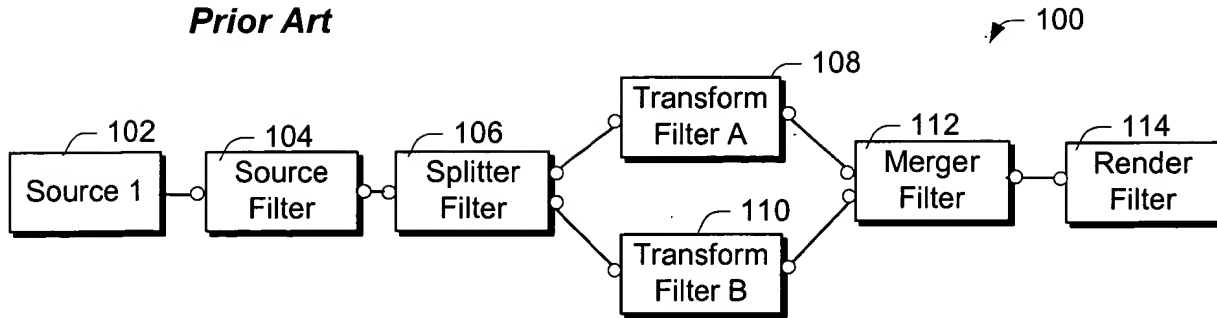 Prior Art
100
102
Source 1
104
Source
Filter
106
Splitter
Filter
108
Transform
Filter A
110
Transform
Filter B
112
Merger
Filter
114
Render
Filter